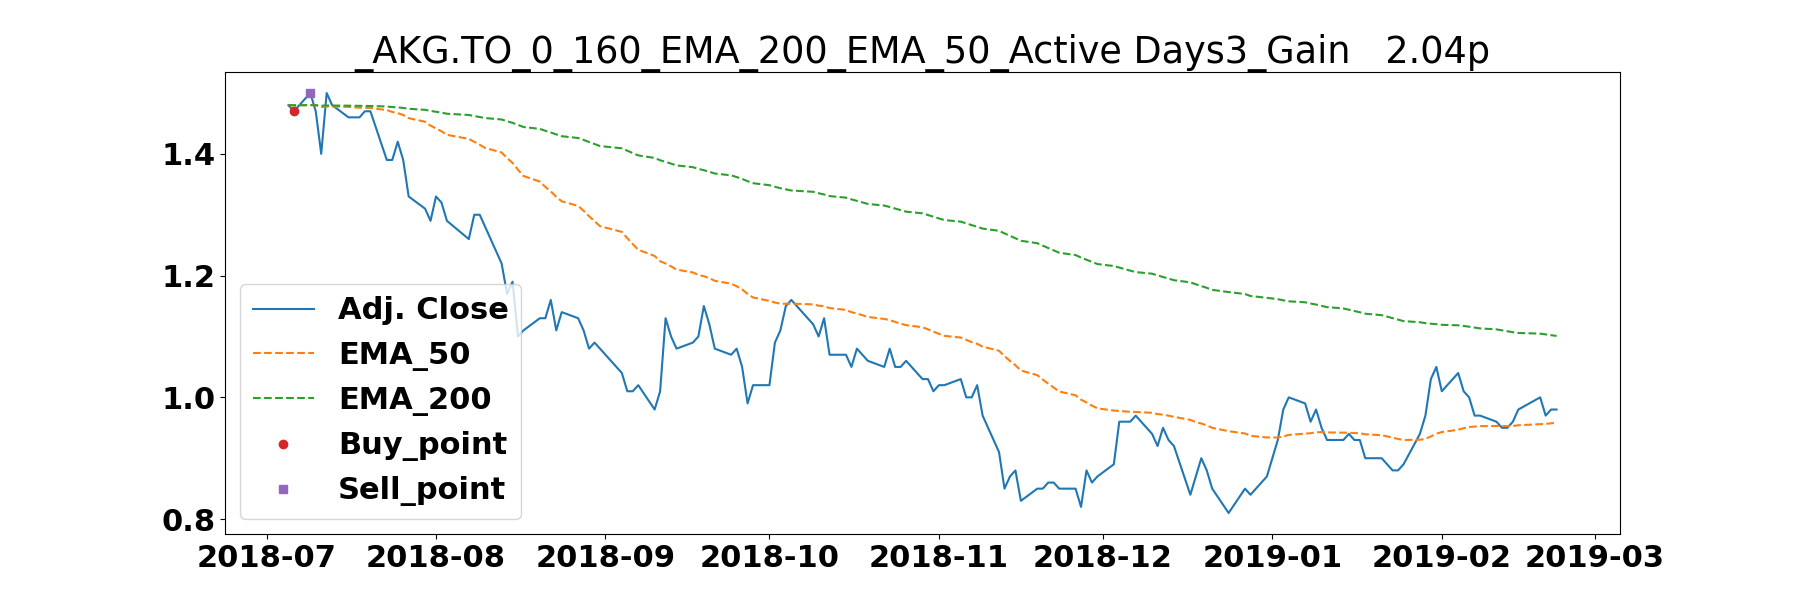 _AKG.TO_0_160_EMA_200_EMA_50_Active Days3_Gain   2.04p
1.4
1.2
1.0
0.8
Adj. Close
EMA_50
EMA_200
Buy_point
Sell_point
2018-07 2018-08 2018-09 2018-10 2018-11 2018-12 2019-01 2019-02 2019-03